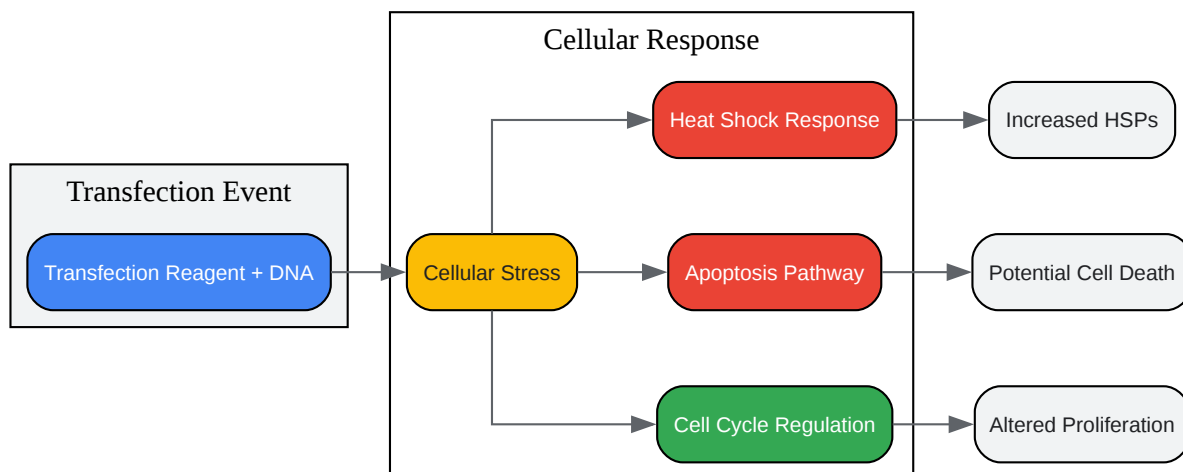 Cellular Response
Heat Shock Response
Increased HSPs
Transfection Event
Transfection Reagent + DNA
Cellular Stress
Apoptosis Pathway
Potential Cell Death
Cell Cycle Regulation
Altered Proliferation